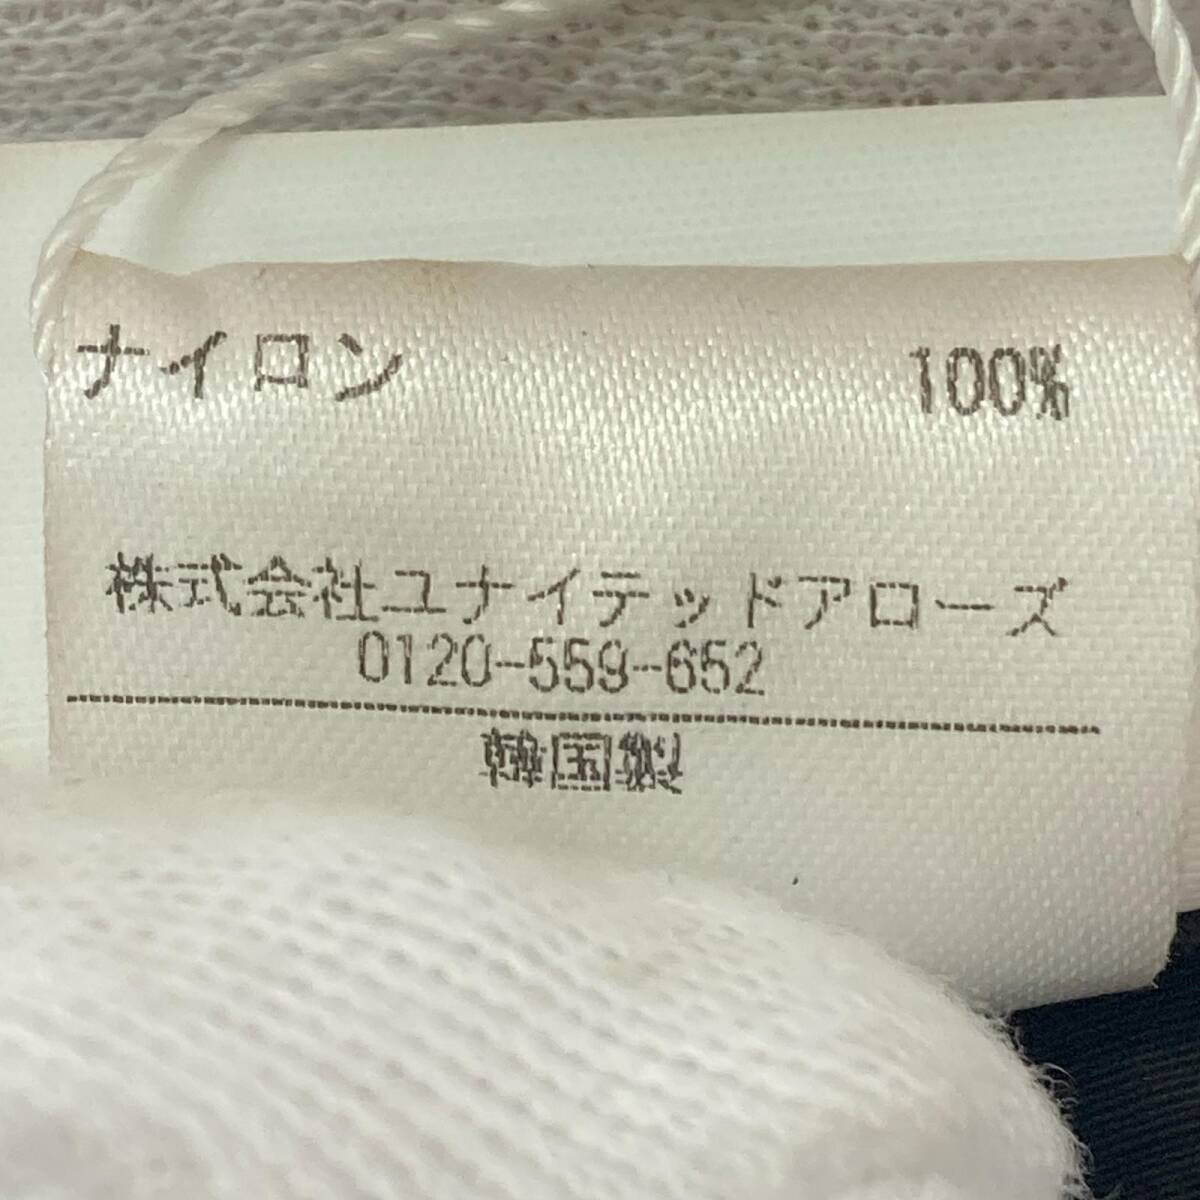 ナイロン 100%
株式会社ユナイテッドアローズ
0120-559-652
韓国製